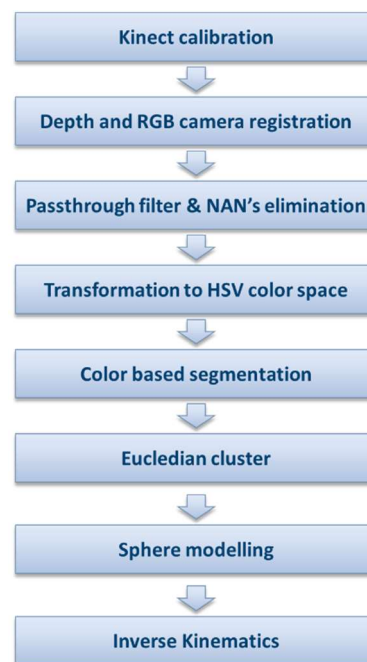 Kinect calibration
Depth and RGB camera registration
Passthrough filter & NAN's elimination
Transformation to HSV color space
Color based segmentation
Eucledian cluster
Sphere modelling
Inverse Kinematics